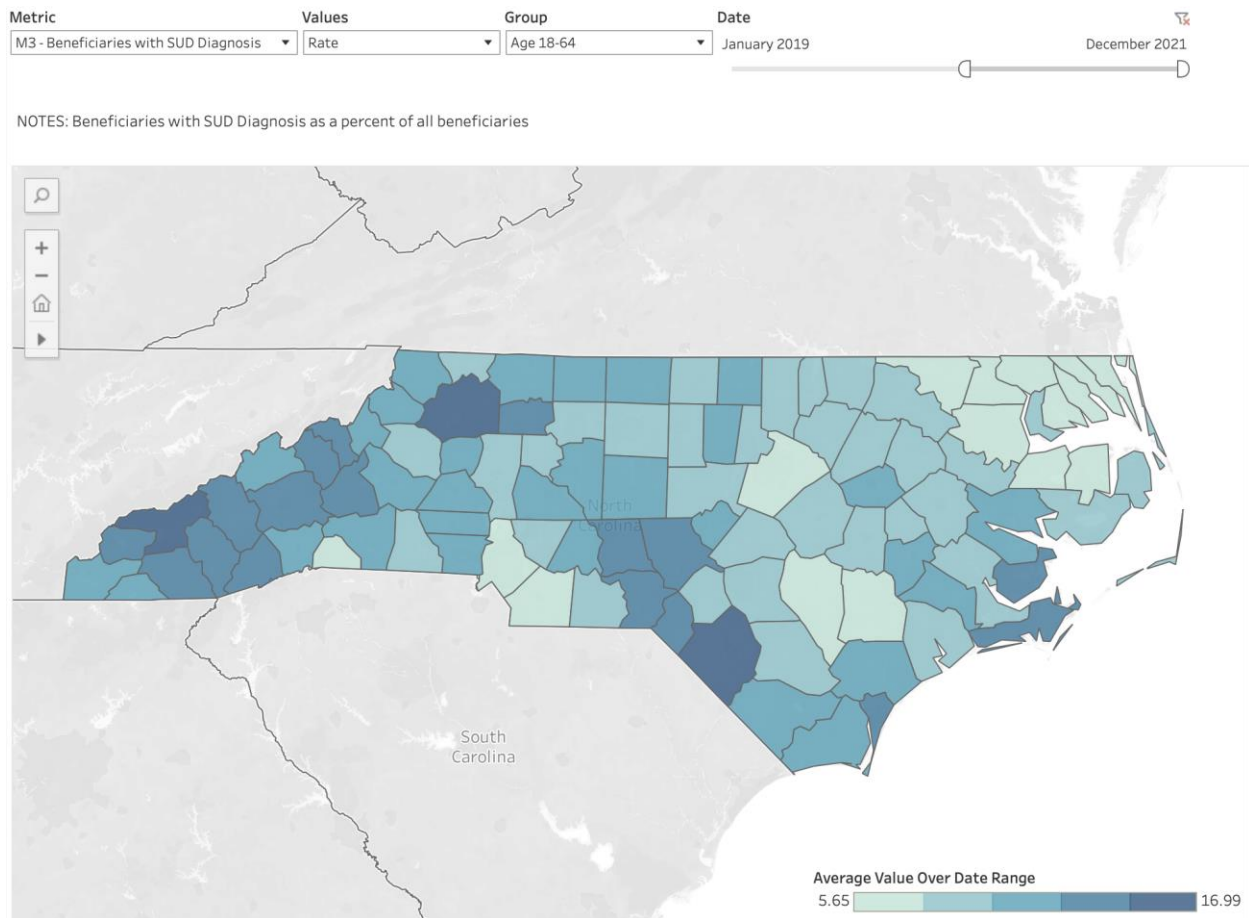 Metric
Values
Group
Date
M3 - Beneficiaries with SUD Diagnosis
Rate
Age 18-64
January 2019
December 2021
NOTES: Beneficiaries with SUD Diagnosis as a percent of all beneficiaries
+
−
North
Carolina
South
Carolina
Average Value Over Date Range
5.65
16.99